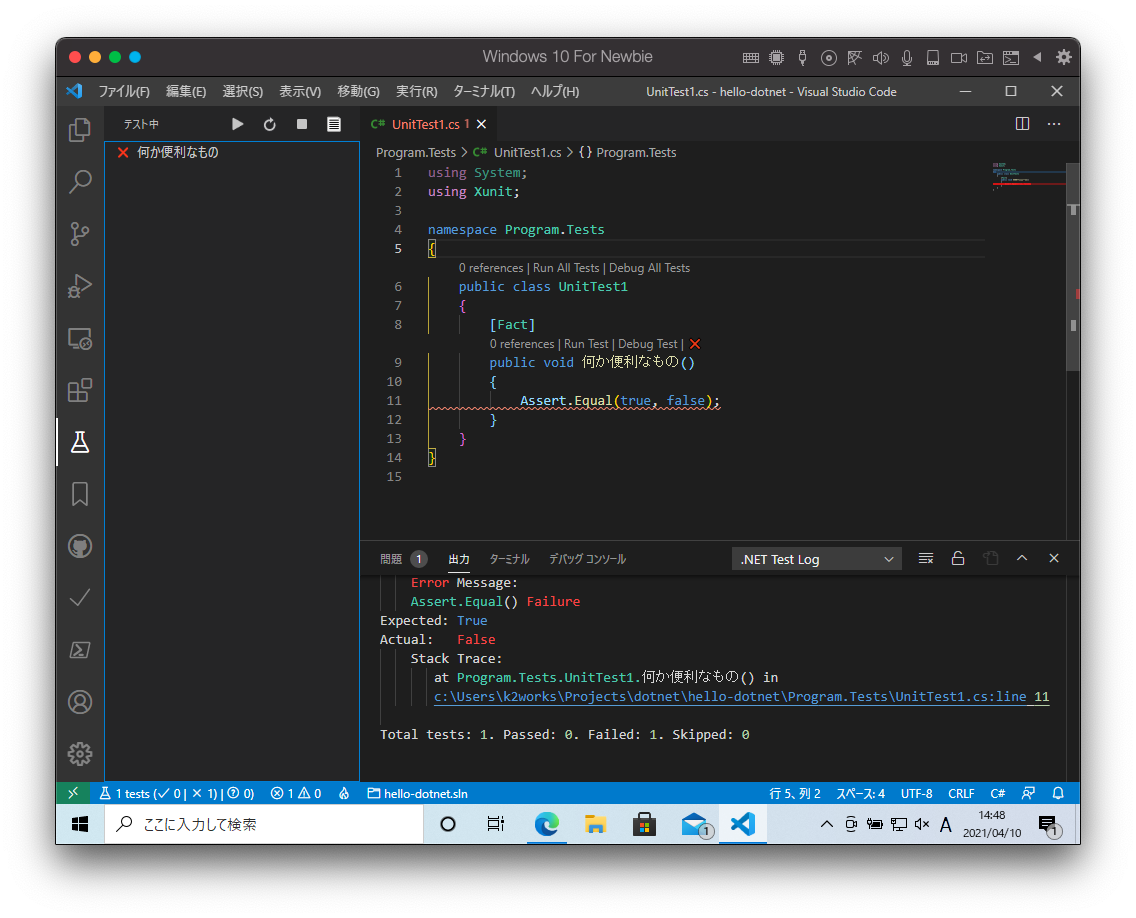 Windows 10 For Newbie
ファイル(F) 編集(E) 選択(S) 表示(V) 移動(G) 実行(R) ターミナル(T) ヘルプ(H) UnitTest1.cs - hello-dotnet - Visual Studio Code
テスト中
C# UnitTest1.cs 1
何か便利なもの
Program.Tests > C# UnitTest1.cs > {} Program.Tests
1 using System;
2 using Xunit;
3
4 namespace Program.Tests
5 {
0 references | Run All Tests | Debug All Tests
6 public class UnitTest1
7 {
8 [Fact]
0 references | Run Test | Debug Test |
9 public void 何か便利なもの()
10 {
11 Assert.Equal(true, false);
12 }
13 }
14 }
15
問題 1 出力 ターミナル デバッグ コンソール .NET Test Log
Error Message:
Assert.Equal() Failure
Expected: True
Actual: False
Stack Trace:
at Program.Tests.UnitTest1.何か便利なもの() in
c:\Users\k2works\Projects\dotnet\hello-dotnet\Program.Tests\UnitTest1.cs:line 11
Total tests: 1. Passed: 0. Failed: 1. Skipped: 0
1 tests (✓ 0 | × 1) | ? 0) 1 0 hello-dotnet.sln 行 5、列 2 スペース: 4 UTF-8 CRLF C#
ここに入力して検索
1
A
14:48
2021/04/10
1